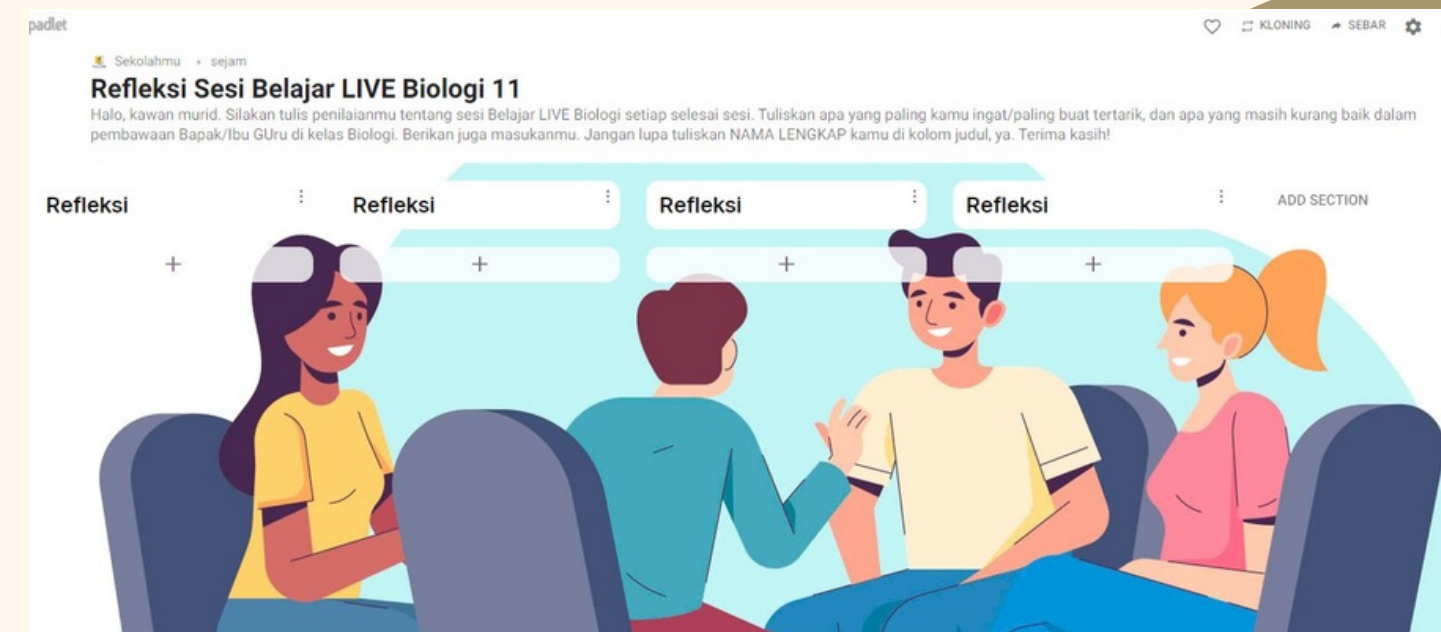 padlet
KLONING SEBAR
Sekolahmu • sejam
Refleksi Sesi Belajar LIVE Biologi 11
Halo, kawan murid. Silakan tulis penilaianmu tentang sesi Belajar LIVE Biologi setiap selesai sesi. Tuliskan apa yang paling kamu ingat/paling buat tertarik, dan apa yang masih kurang baik dalam
pembawaan Bapak/Ibu GUru di kelas Biologi. Berikan juga masukanmu. Jangan lupa tuliskan NAMA LENGKAP kamu di kolom judul, ya. Terima kasih!
Refleksi Refleksi Refleksi Refleksi ADD SECTION
+ + + +